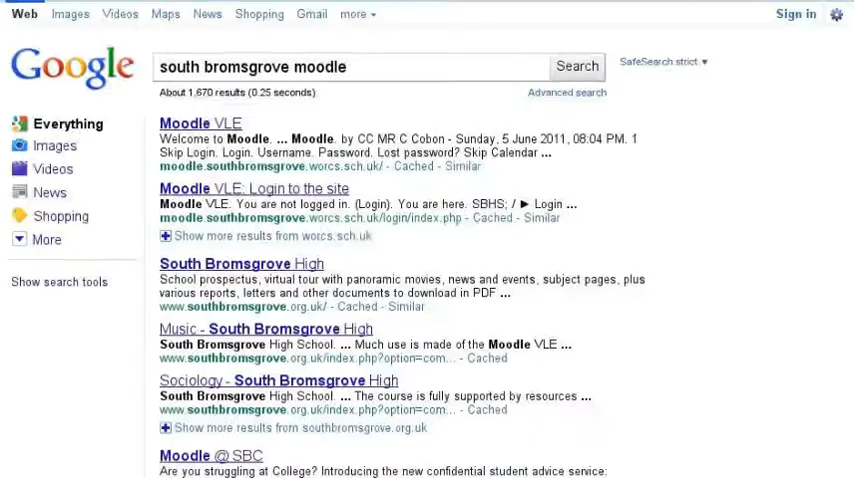 Web Images Videos Maps News Shopping Gmail more Sign in
Google
south bromsgrove moodle Search SafeSearch strict
About 1,670 results (0.25 seconds) Advanced search
Everything
Images
Videos
News
Shopping
More
Show search tools
Moodle VLE
Welcome to Moodle. ... Moodle. by CC MR C Cobon - Sunday, 5 June 2011, 08:04 PM. 1
Skip Login. Login. Username. Password. Lost password? Skip Calendar ...
moodle.southbromsgrove.worcs.sch.uk/ - Cached - Similar
Moodle VLE: Login to the site
Moodle VLE. You are not logged in. (Login). You are here. SBHS; / ► Login ...
moodle.southbromsgrove.worcs.sch.uk/login/index.php - Cached - Similar
Show more results from worcs.sch.uk
South Bromsgrove High
School prospectus, virtual tour with panoramic movies, news and events, subject pages, plus
various reports, letters and other documents to download in PDF ...
www.southbromsgrove.org.uk/ - Cached - Similar
Music - South Bromsgrove High
South Bromsgrove High School. ... Much use is made of the Moodle VLE ...
www.southbromsgrove.org.uk/index.php?option=com... - Cached
Sociology - South Bromsgrove High
South Bromsgrove High School. ... The course is fully supported by resources ...
www.southbromsgrove.org.uk/index.php?option=com... - Cached
Show more results from southbromsgrove.org.uk
Moodle @ SBC
Are you struggling at College? Introducing the new confidential student advice service: